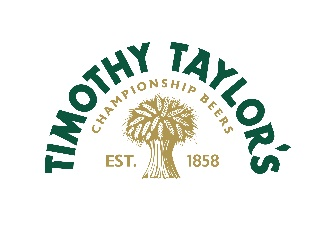 TIMOTHY TAYLOR'S
CHAMPIONSHIP BEERS
EST. 1858